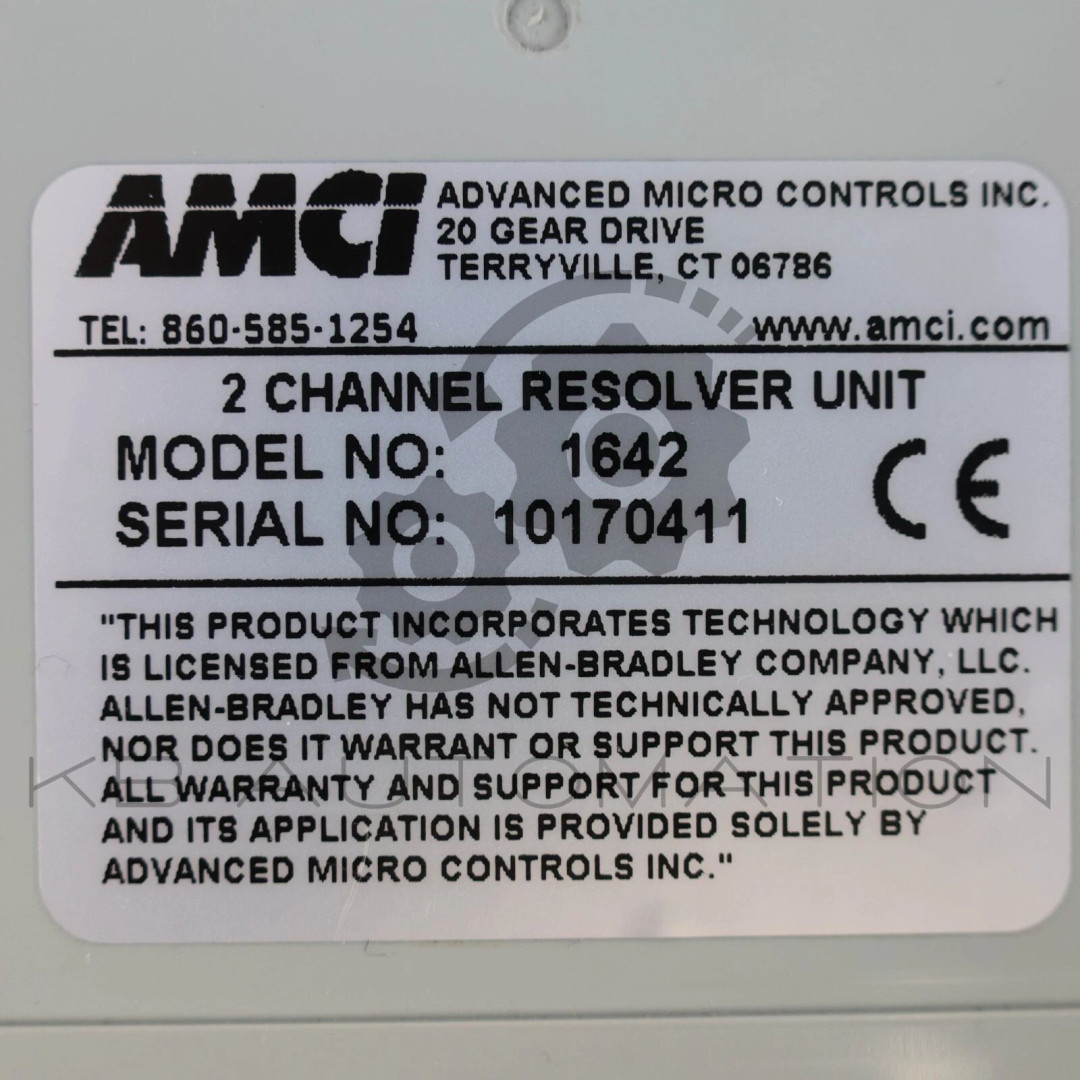 AMCI ADVANCED MICRO CONTROLS INC.
20 GEAR DRIVE
TERRYVILLE, CT 06786
TEL: 860-585-1254 www.amci.com
2 CHANNEL RESOLVER UNIT
MODEL NO: 1642
SERIAL NO: 10170411
CE
"THIS PRODUCT INCORPORATES TECHNOLOGY WHICH
IS LICENSED FROM ALLEN-BRADLEY COMPANY, LLC.
ALLEN-BRADLEY HAS NOT TECHNICALLY APPROVED,
NOR DOES IT WARRANT OR SUPPORT THIS PRODUCT.
ALL WARRANTY AND SUPPORT FOR THIS PRODUCT
AND ITS APPLICATION IS PROVIDED SOLELY BY
ADVANCED MICRO CONTROLS INC."
KB AUTOMATION